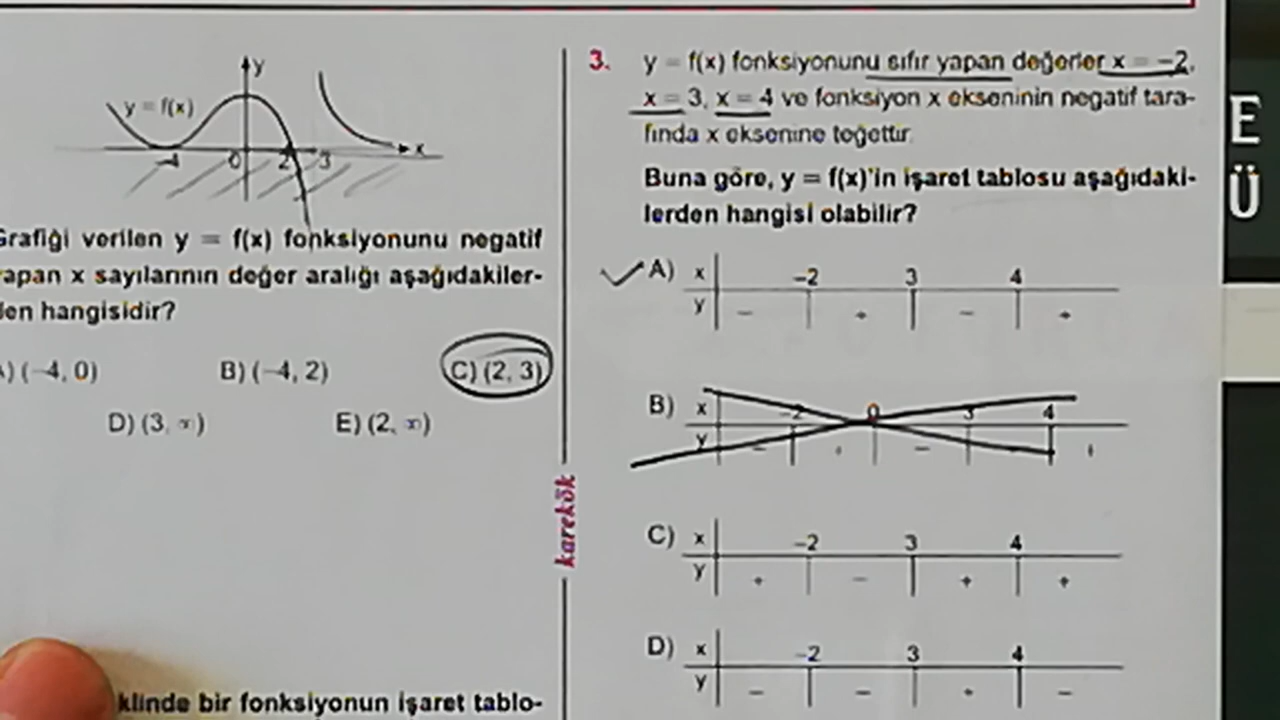 y
y = f(x)
-4
0
2
3
x
Grafiği verilen y = f(x) fonksiyonunu negatif
yapan x sayılarının değer aralığı aşağıdakiler-
den hangisidir?
A) (-4, 0)
B) (-4, 2)
C) (2, 3)
D) (3, ∞)
E) (2, ∞)
klinde bir fonksiyonun işaret tablo-
karekök
3. y = f(x) fonksiyonunu sıfır yapan değerler x = -2,
x = 3, x = 4 ve fonksiyon x ekseninin negatif tara-
fında x eksenine teğettir.
Buna göre, y = f(x)'in işaret tablosu aşağıdaki-
lerden hangisi olabilir?
A) x -2 3 4
y - + - +
B) x -2 0 3 4
y - + - +
C) x -2 3 4
y + - + +
D) x -2 3 4
y - - + -
E
Ü